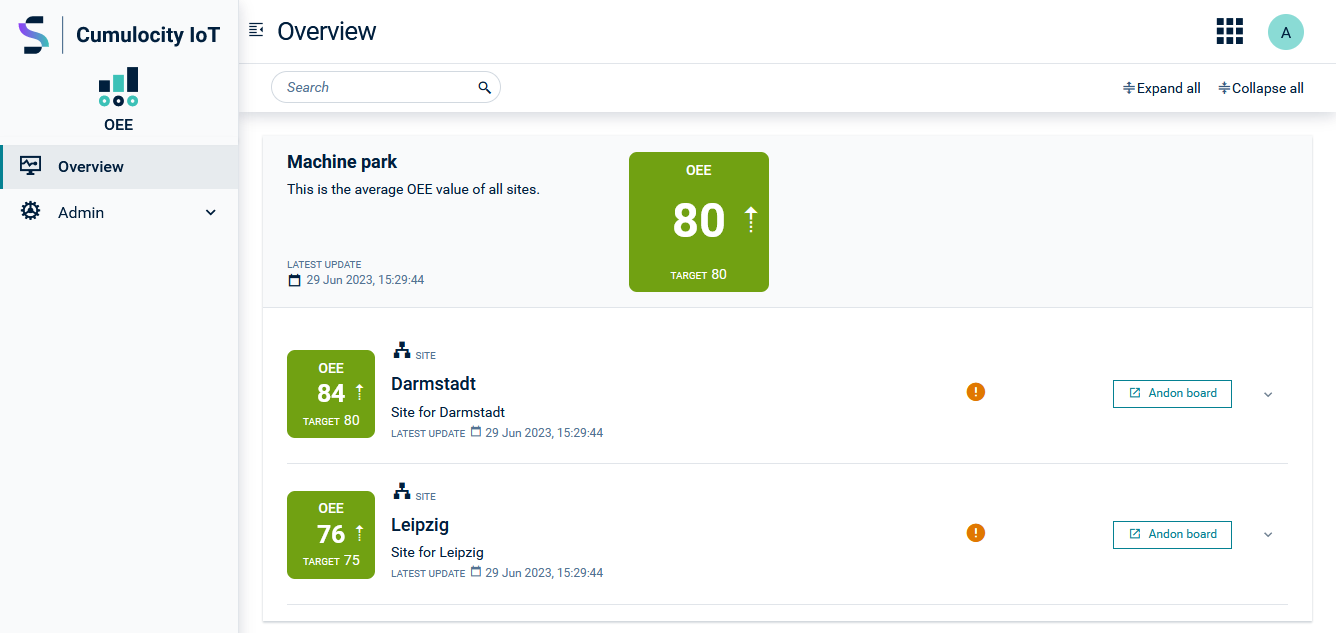 Cumulocity IoT
OEE
Overview
Admin
Overview
A
Search
Expand all
Collapse all
Machine park
This is the average OEE value of all sites.
LATEST UPDATE
29 Jun 2023, 15:29:44
OEE
80
TARGET 80
OEE
84
TARGET 80
SITE
Darmstadt
Site for Darmstadt
LATEST UPDATE 29 Jun 2023, 15:29:44
Andon board
OEE
76
TARGET 75
SITE
Leipzig
Site for Leipzig
LATEST UPDATE 29 Jun 2023, 15:29:44
Andon board